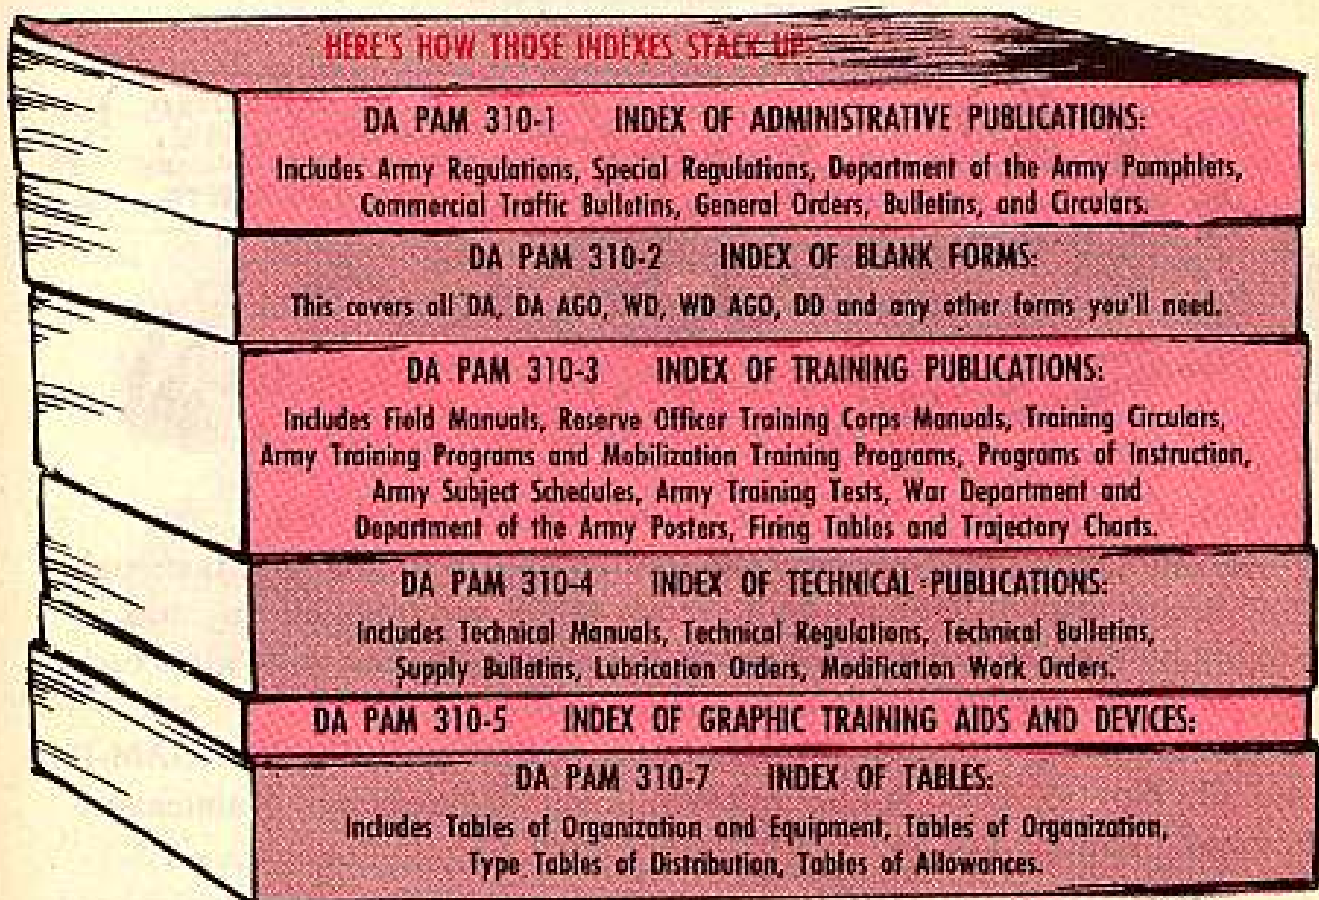 HERE'S HOW THOSE INDEXES STACK UP:
DA PAM 310-1 INDEX OF ADMINISTRATIVE PUBLICATIONS:
Includes Army Regulations, Special Regulations, Department of the Army Pamphlets,
Commercial Traffic Bulletins, General Orders, Bulletins, and Circulars.
DA PAM 310-2 INDEX OF BLANK FORMS:
This covers all DA, DA AGO, WD, WD AGO, DD and any other forms you'll need.
DA PAM 310-3 INDEX OF TRAINING PUBLICATIONS:
Includes Field Manuals, Reserve Officer Training Corps Manuals, Training Circulars,
Army Training Programs and Mobilization Training Programs, Programs of Instruction,
Army Subject Schedules, Army Training Tests, War Department and
Department of the Army Posters, Firing Tables and Trajectory Charts.
DA PAM 310-4 INDEX OF TECHNICAL PUBLICATIONS:
Includes Technical Manuals, Technical Regulations, Technical Bulletins,
Supply Bulletins, Lubrication Orders, Modification Work Orders.
DA PAM 310-5 INDEX OF GRAPHIC TRAINING AIDS AND DEVICES:
DA PAM 310-7 INDEX OF TABLES:
Includes Tables of Organization and Equipment, Tables of Organization,
Type Tables of Distribution, Tables of Allowances.